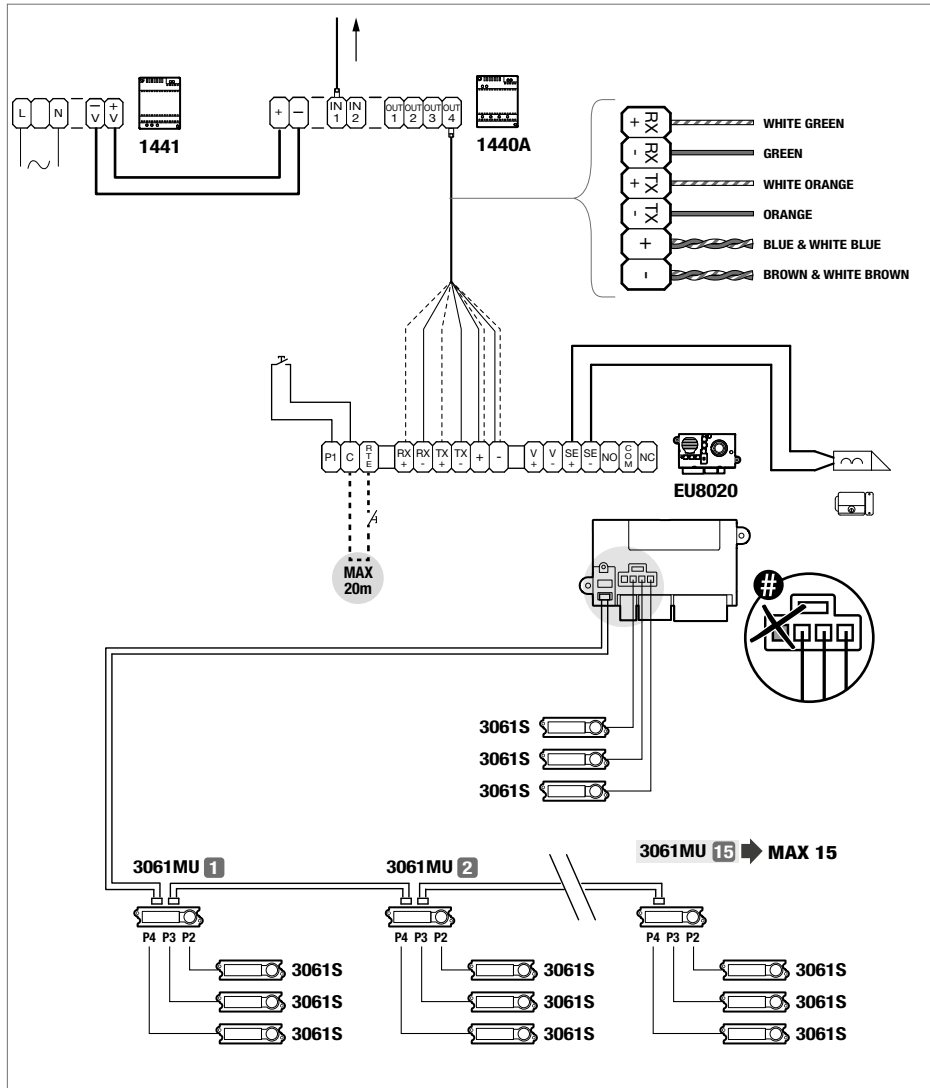 L N −V +V
1441
+ − IN 1 IN 2 OUT 1 OUT 2 OUT 3 OUT 4
1440A
RX + WHITE GREEN
RX - GREEN
TX + WHITE ORANGE
TX - ORANGE
+ BLUE & WHITE BLUE
- BROWN & WHITE BROWN
P1 C RTE RX + RX - TX + TX - + - V + V - SE + SE - NO COM NC
EU8020
MAX
20m
#
3061S
3061S
3061S
3061MU 1
3061MU 2
3061MU 15 MAX 15
P4 P3 P2
P4 P3 P2
P4 P3 P2
3061S
3061S
3061S
3061S
3061S
3061S
3061S
3061S
3061S